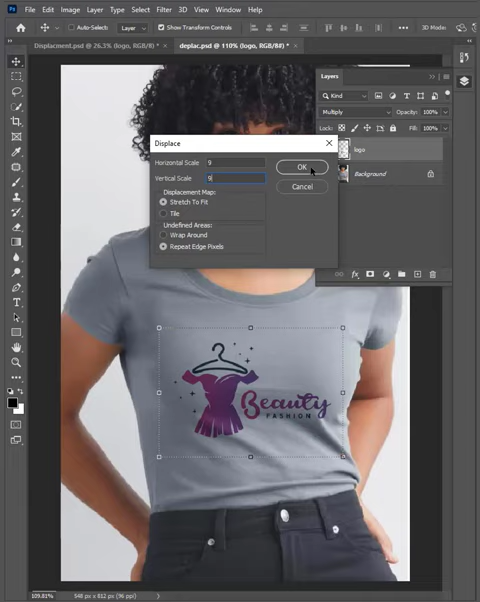 Ps File Edit Image Layer Type Select Filter 3D View Window Help
Auto-Select: Layer Show Transform Controls 3D Mode:
Displacment.psd @ 26.3% (logo, RGB/8) * × deplac.psd @ 110% (logo, RGB/8#) * ×
Layers
Kind
Multiply Opacity: 100%
Lock: Fill: 100%
logo
Background
Displace
Horizontal Scale 9
OK
Vertical Scale 9
Cancel
Displacement Map:
Stretch To Fit
Tile
Undefined Areas:
Wrap Around
Repeat Edge Pixels
fx
Beauty
FASHION
T
109.81% 548 px x 812 px (96 ppi)